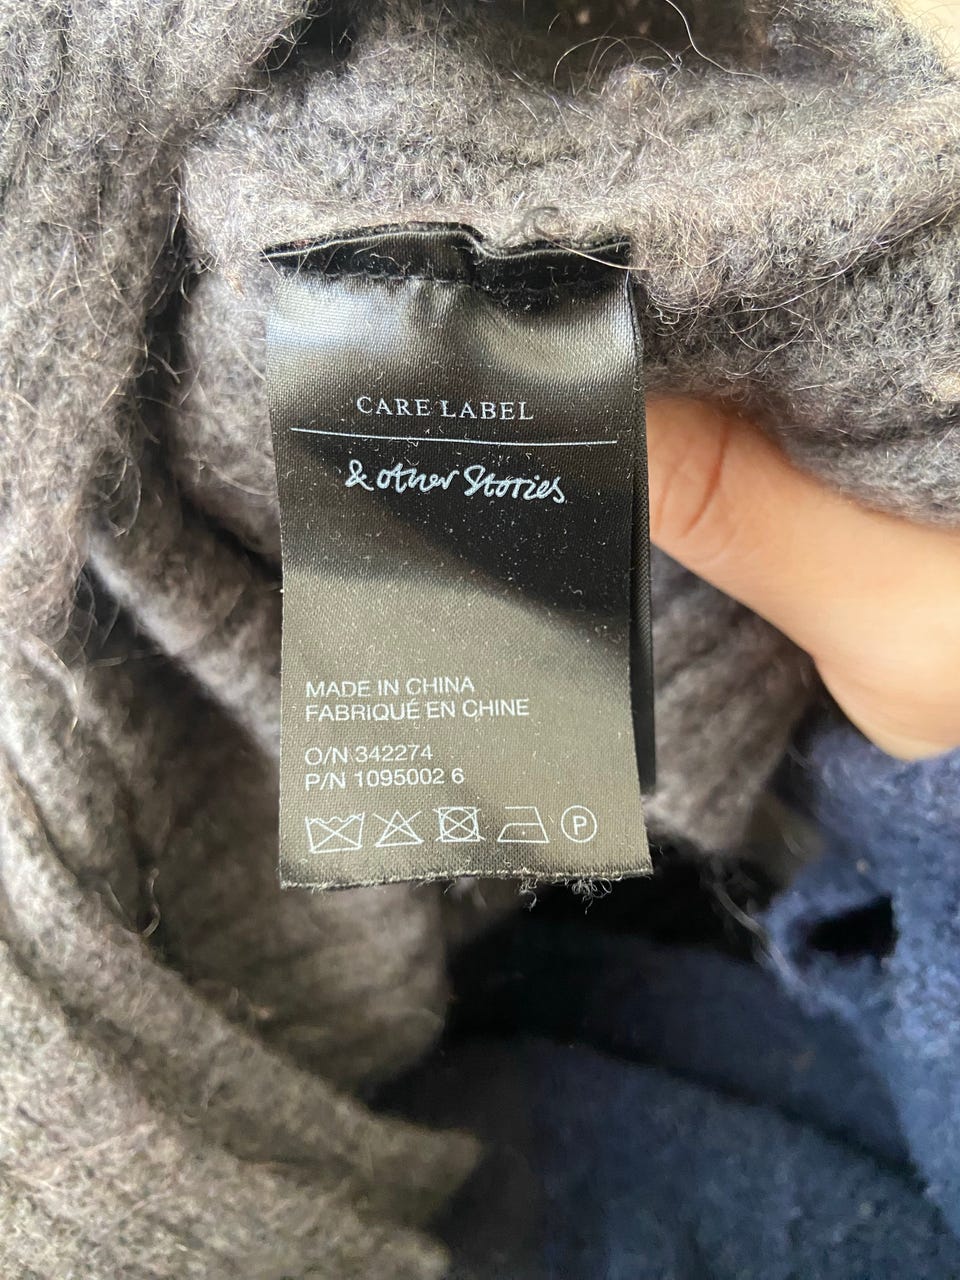 CARE LABEL
& other Stories
MADE IN CHINA
FABRIQUÉ EN CHINE
O/N 342274
P/N 1095002 6
P